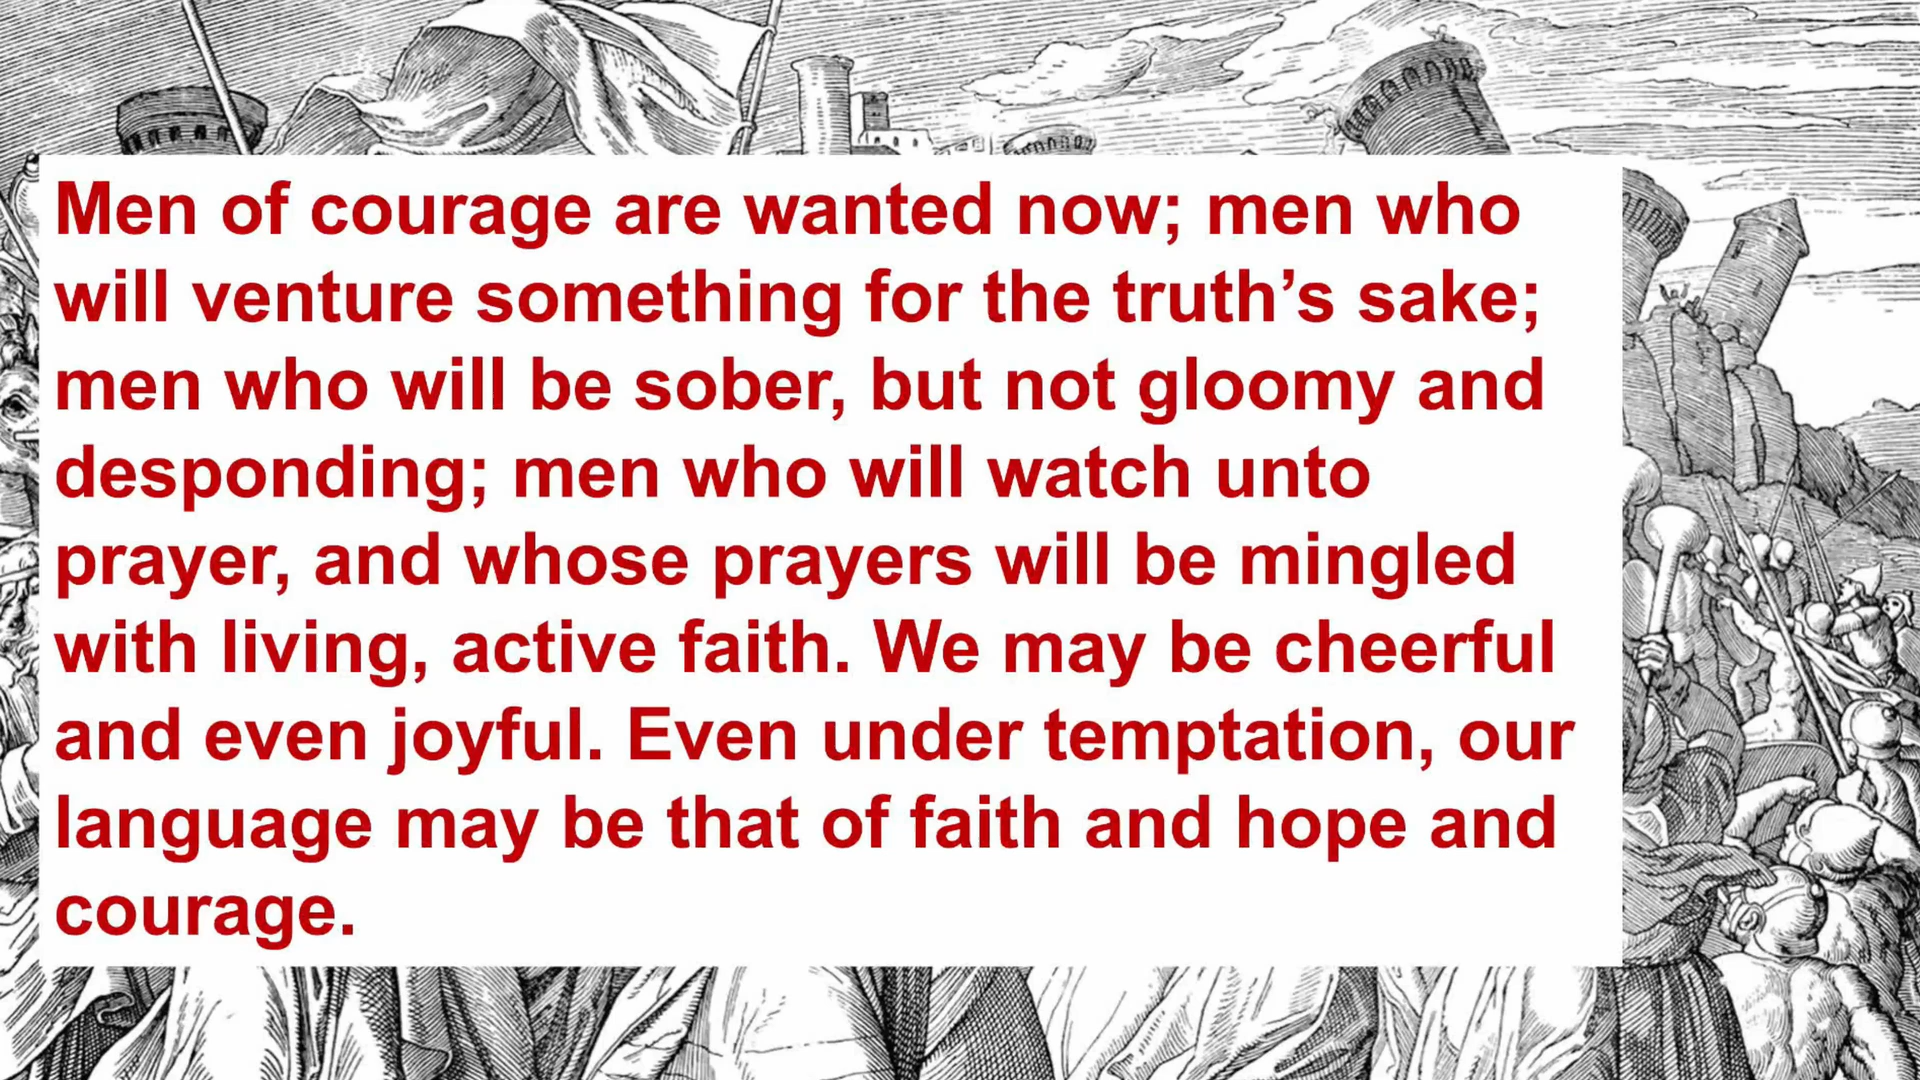 Men of courage are wanted now; men who
will venture something for the truth’s sake;
men who will be sober, but not gloomy and
desponding; men who will watch unto
prayer, and whose prayers will be mingled
with living, active faith. We may be cheerful
and even joyful. Even under temptation, our
language may be that of faith and hope and
courage.